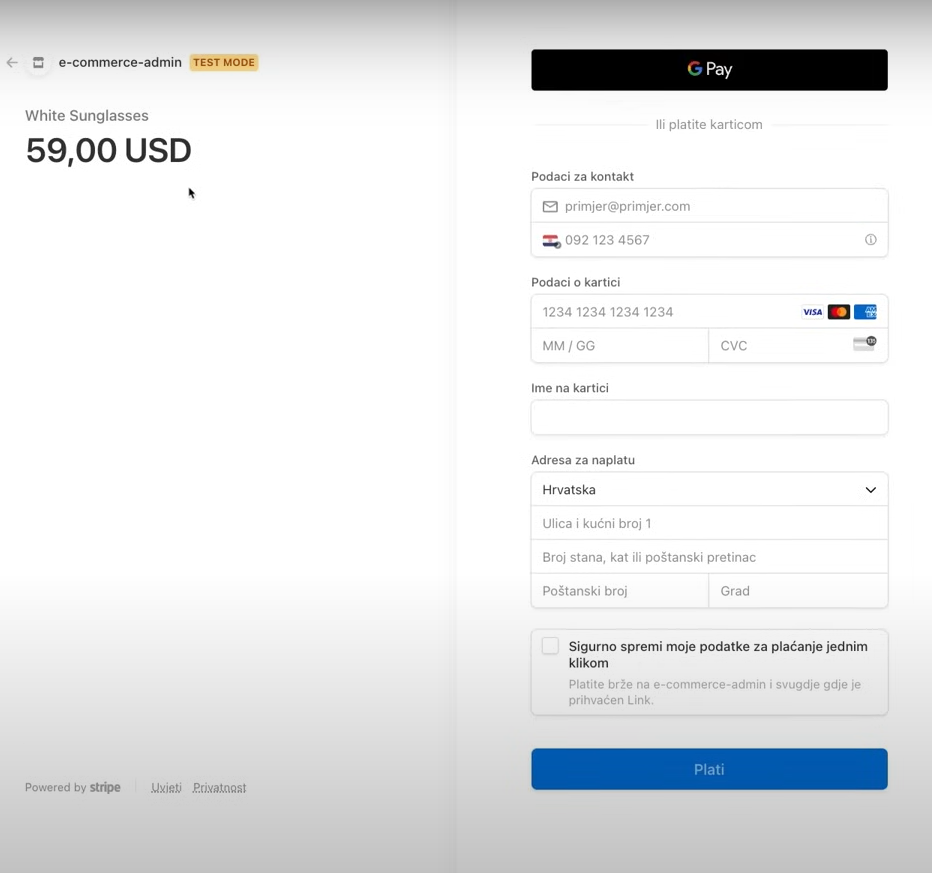 e-commerce-admin TEST MODE
White Sunglasses
59,00 USD
Powered by stripe
Uvjeti Privatnost
G Pay
Ili platite karticom
Podaci za kontakt
primjer@primjer.com
092 123 4567
Podaci o kartici
1234 1234 1234 1234 VISA AMEX
MM / GG CVC 135
Ime na kartici
Adresa za naplatu
Hrvatska
Ulica i kućni broj 1
Broj stana, kat ili poštanski pretinac
Poštanski broj Grad
Sigurno spremi moje podatke za plaćanje jednim
klikom
Platite brže na e-commerce-admin i svugdje gdje je
prihvaćen Link.
Plati